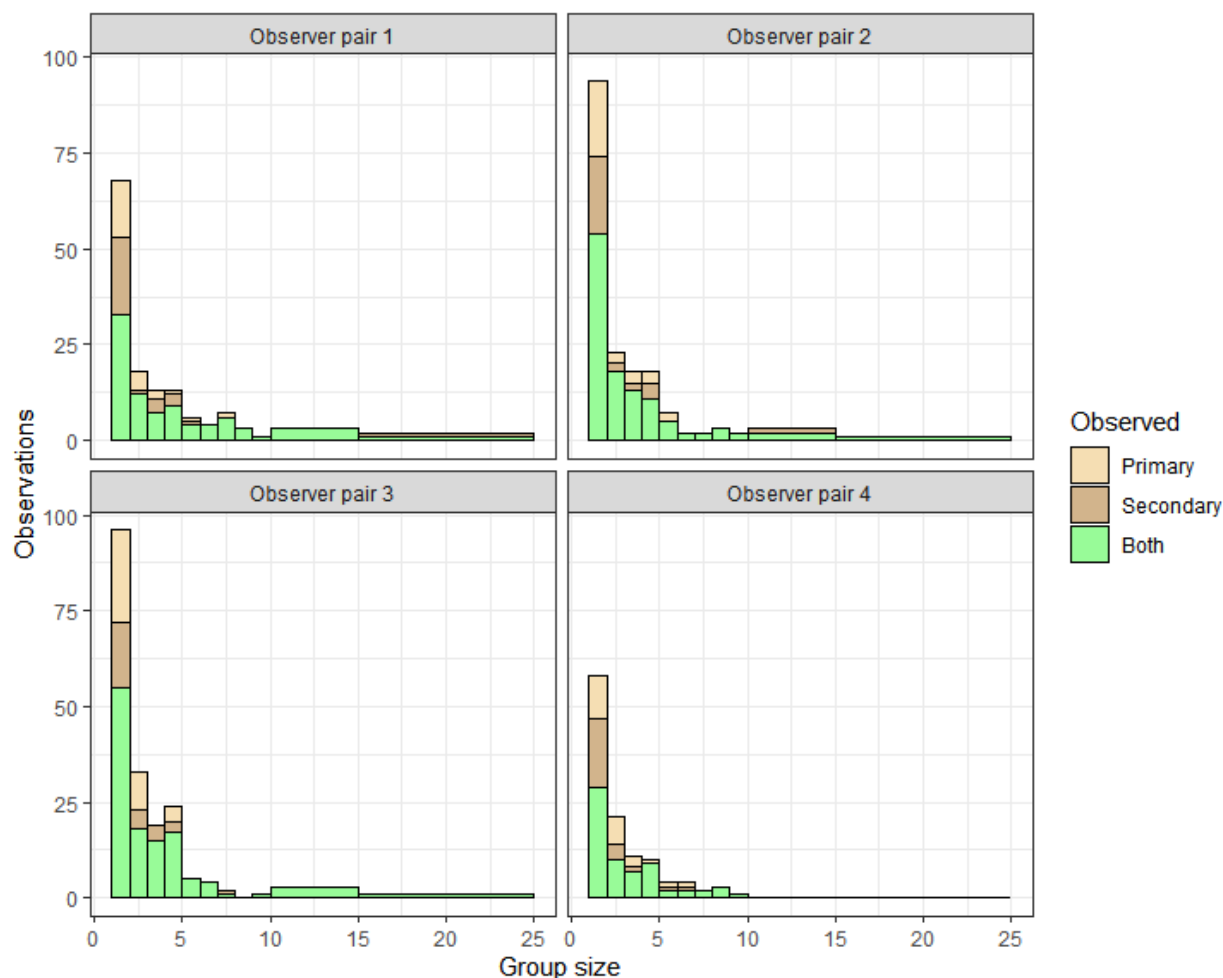 Observer pair 1
Observer pair 2
100
75
50
25
0
Observer pair 3
Observer pair 4
100
75
50
25
0
0 5 10 15 20 25
0 5 10 15 20 25
Group size
Observations
Observed
Primary
Secondary
Both